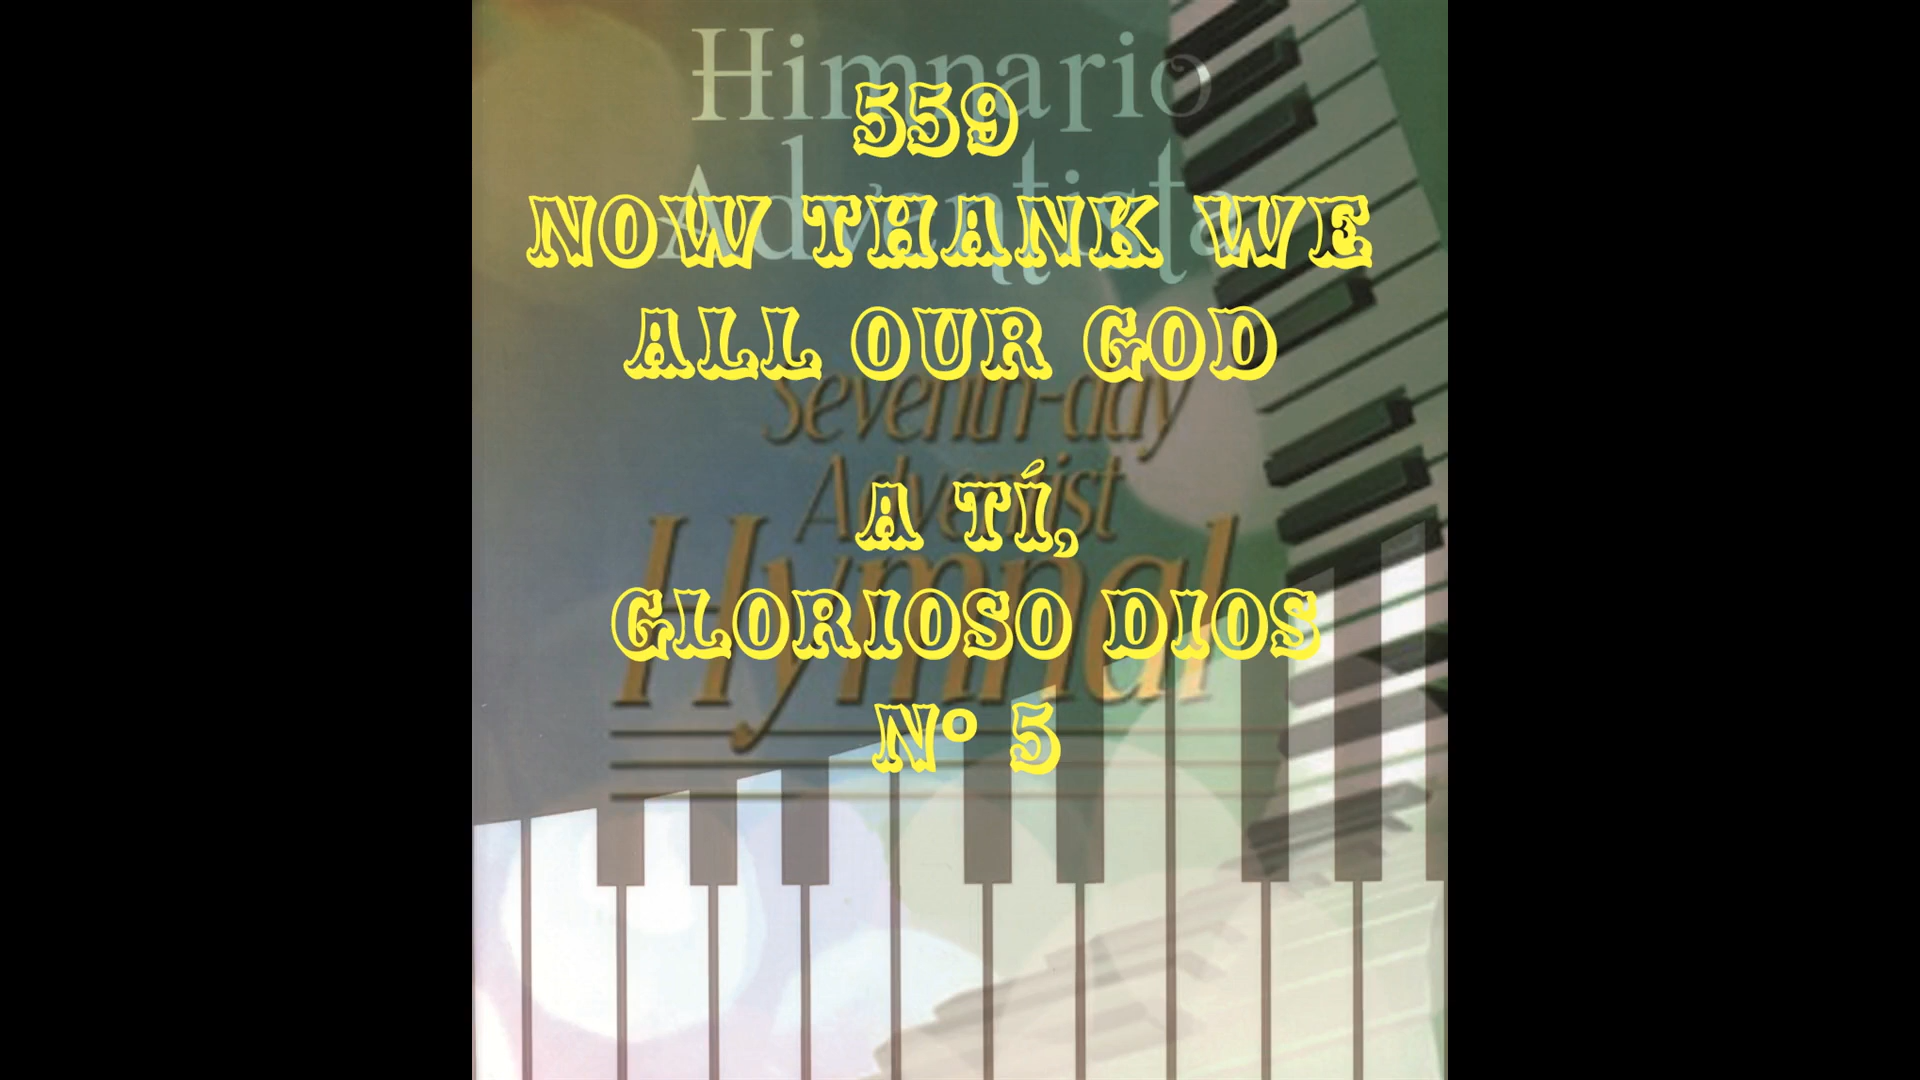 Himnario
559
Adventista
NOW THANK WE
ALL OUR GOD
Seventh-day
Adventist
A TÍ,
Hymnal
GLORIOSO DIOS
Nº 5